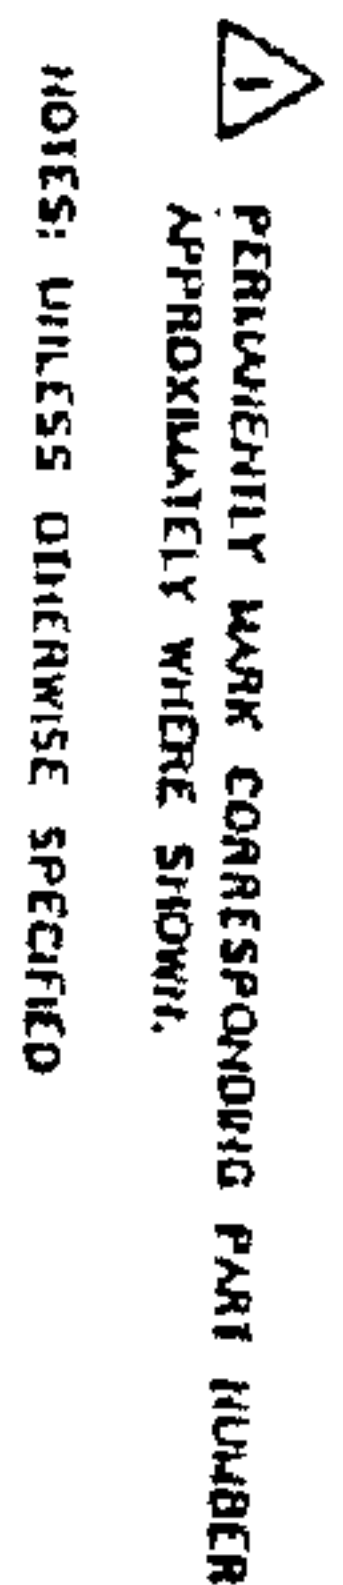 1 PERMANENTLY MARK CORRESPONDING PART NUMBER
APPROXIMATELY WHERE SHOWN.
NOTES: UNLESS OTHERWISE SPECIFIED